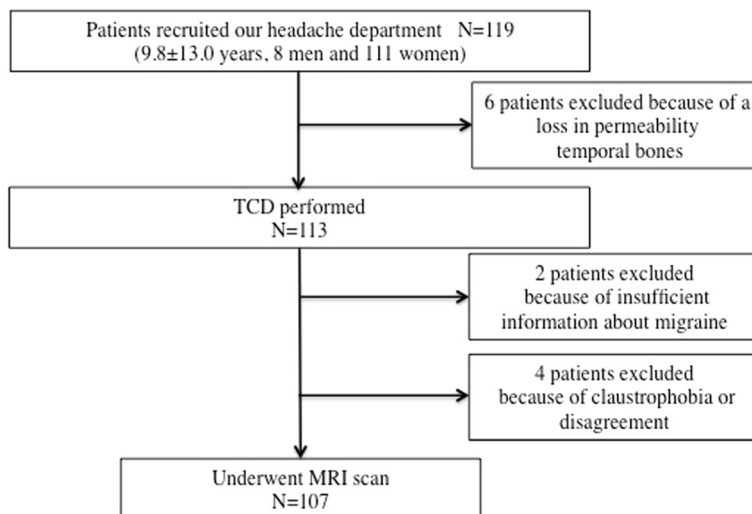 Patients recruited our headache department N=119
(9.8±13.0 years, 8 men and 111 women)
6 patients excluded because of a
loss in permeability
temporal bones
TCD performed
N=113
2 patients excluded
because of insufficient
information about migraine
4 patients excluded
because of claustrophobia or
disagreement
Underwent MRI scan
N=107